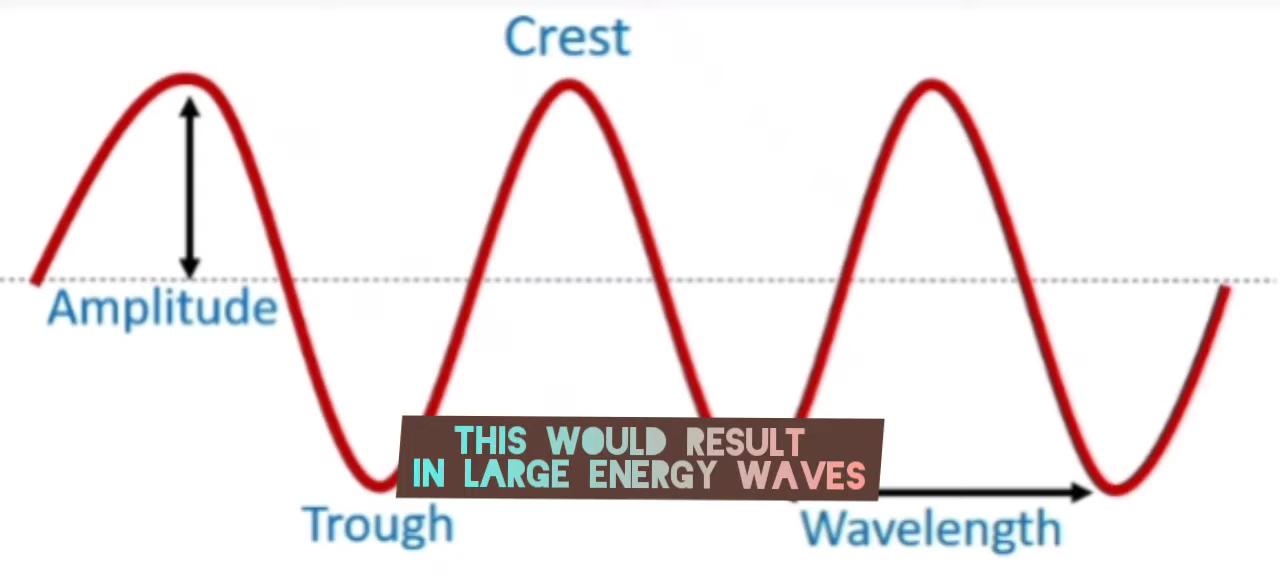 Crest
Amplitude
THIS WOULD RESULT
IN LARGE ENERGY WAVES
Trough
Wavelength